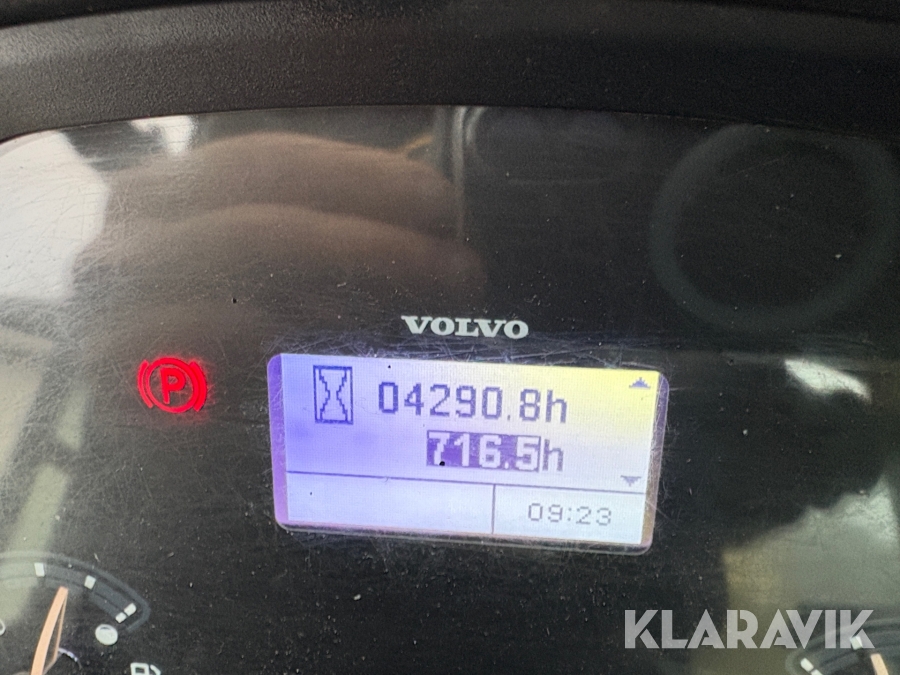 VOLVO
P
04290.8h
716.5h
09:23
KLARAVIK